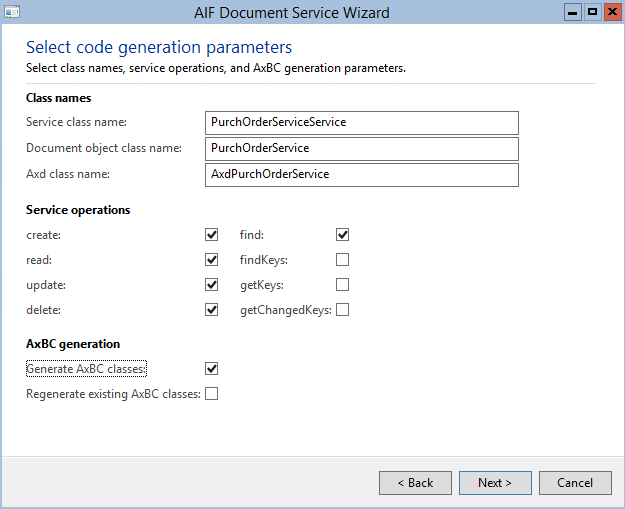 AIF Document Service Wizard
Select code generation parameters
Select class names, service operations, and AxBC generation parameters.
Class names
Service class name: PurchOrderServiceService
Document object class name: PurchOrderService
Axd class name: AxdPurchOrderService
Service operations
create: find:
read: findKeys:
update: getKeys:
delete: getChangedKeys:
AxBC generation
Generate AxBC classes:
Regenerate existing AxBC classes:
< Back Next > Cancel